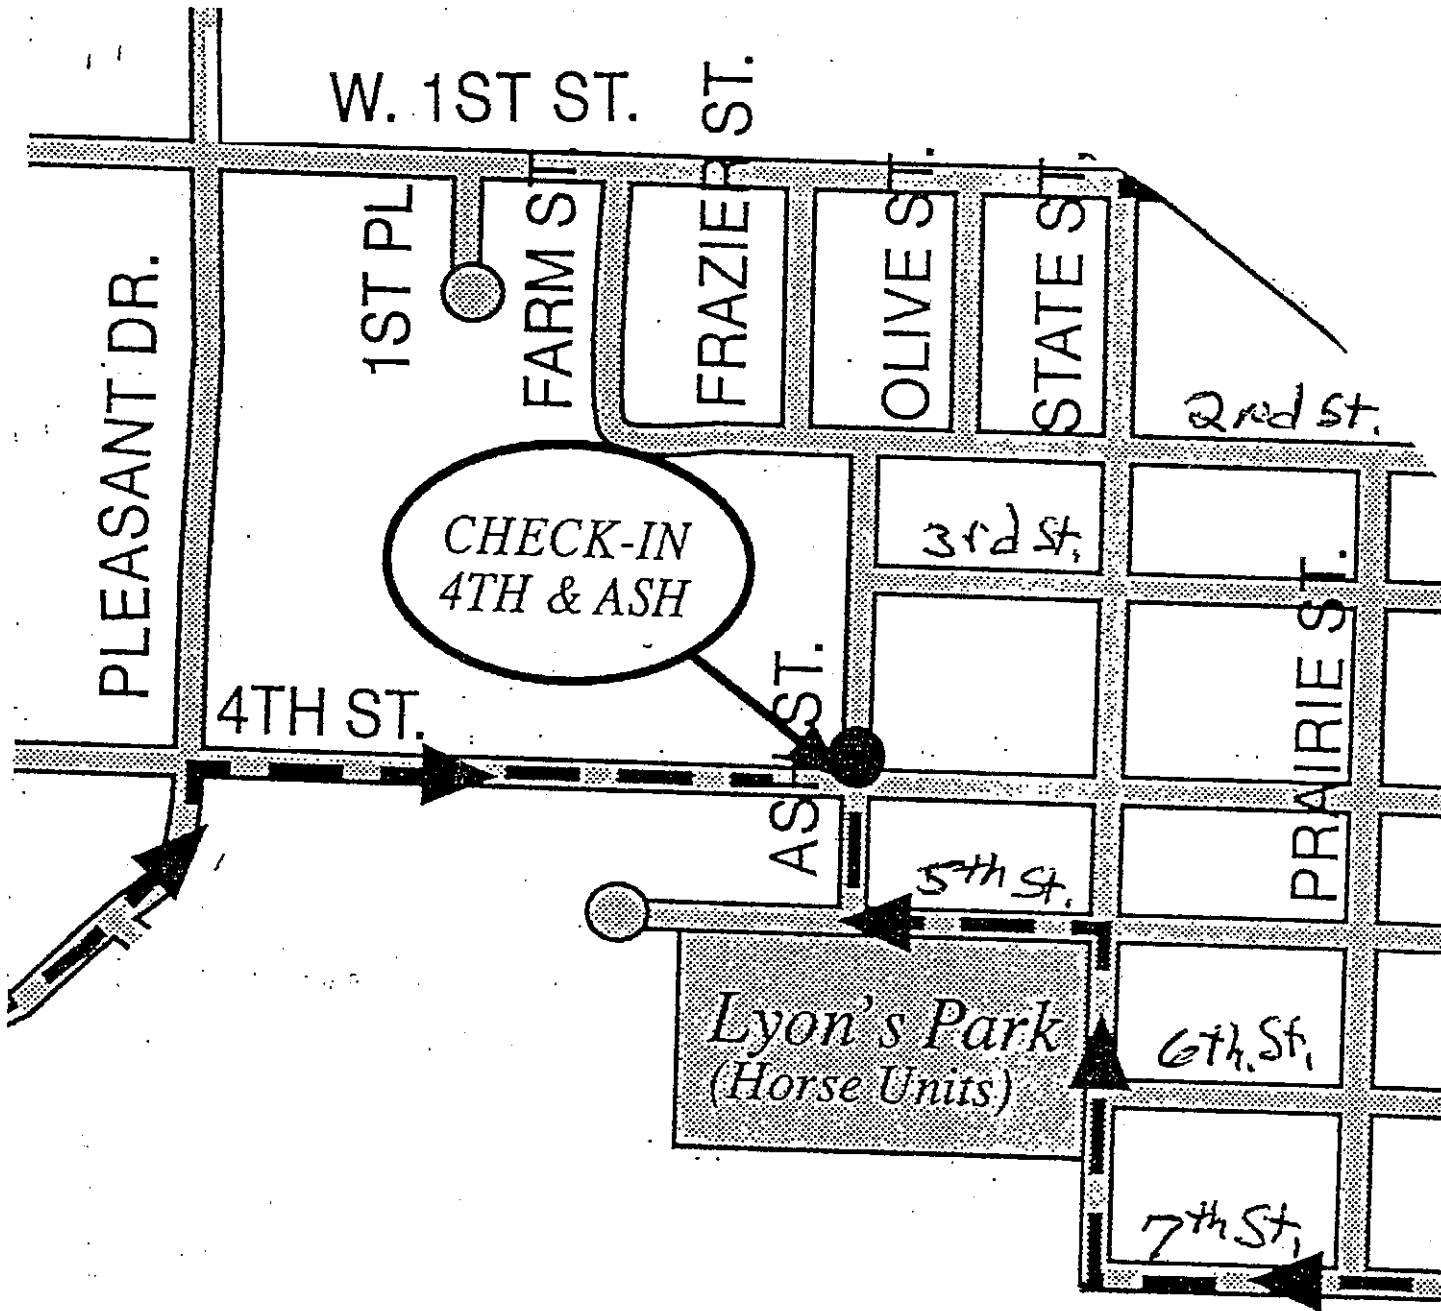 W. 1ST ST.
PLEASANT DR.
1ST PL
FARM ST.
FRAZIER ST.
OLIVE ST.
STATE ST.
2nd St.
CHECK-IN
4TH & ASH
3rd St.
4TH ST.
ASH ST.
PRAIRIE ST.
5th St.
Lyon's Park
(Horse Units)
6th. St.
7th St.